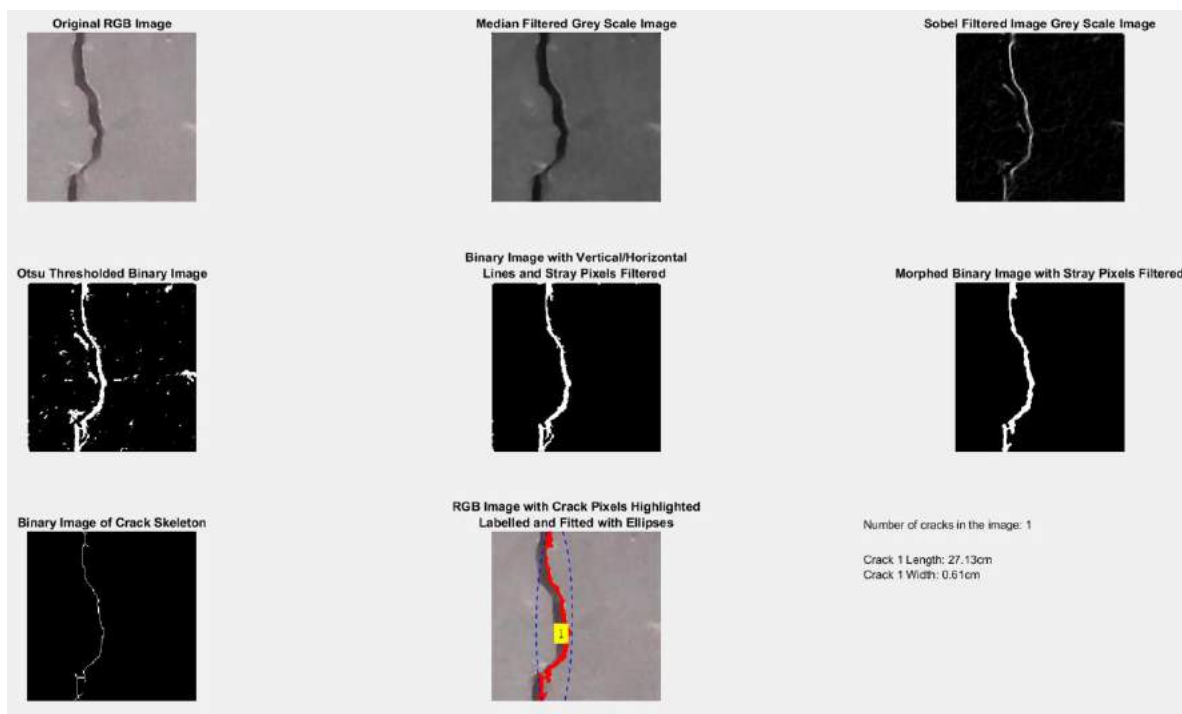 Original RGB Image
Median Filtered Grey Scale Image
Sobel Filtered Image Grey Scale Image
Otsu Thresholded Binary Image
Binary Image with Vertical/Horizontal
Lines and Stray Pixels Filtered
Morphed Binary Image with Stray Pixels Filtered
Binary Image of Crack Skeleton
RGB Image with Crack Pixels Highlighted
Labelled and Fitted with Ellipses
1
Number of cracks in the image: 1
Crack 1 Length: 27.13cm
Crack 1 Width: 0.61cm